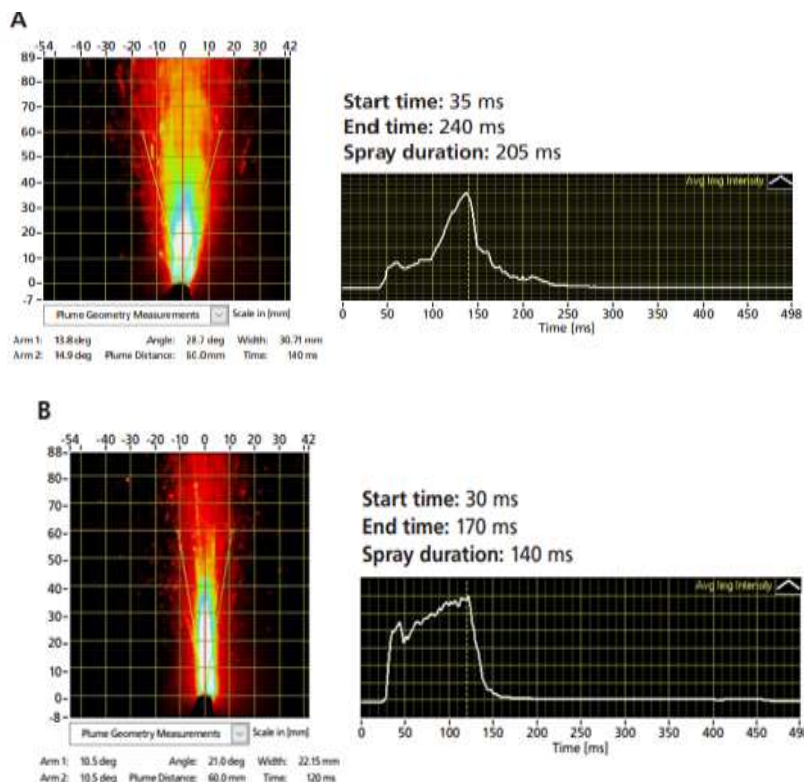 A
-54 -40 -30 -20 -10 0 10 20 30 42
89
80
70
60
50
40
30
20
10
0
-7
Plume Geometry Measurements Scale in [mm]
Arm 1: 13.8 deg Angle: 28.7 deg Width: 30.71 mm
Arm 2: 14.9 deg Plume Distance: 60.0 mm Time: 140 ms
Start time: 35 ms
End time: 240 ms
Spray duration: 205 ms
Avg Img Intensity
0 50 100 150 200 250 300 350 400 450 498
Time [ms]
B
-54 -40 -30 -20 -10 0 10 20 30 42
88
80
70
60
50
40
30
20
10
0
-8
Plume Geometry Measurements Scale in [mm]
Arm 1: 10.5 deg Angle: 21.0 deg Width: 22.15 mm
Arm 2: 10.5 deg Plume Distance: 60.0 mm Time: 120 ms
Start time: 30 ms
End time: 170 ms
Spray duration: 140 ms
Avg Img Intensity
0 50 100 150 200 250 300 350 400 450 49
Time [ms]